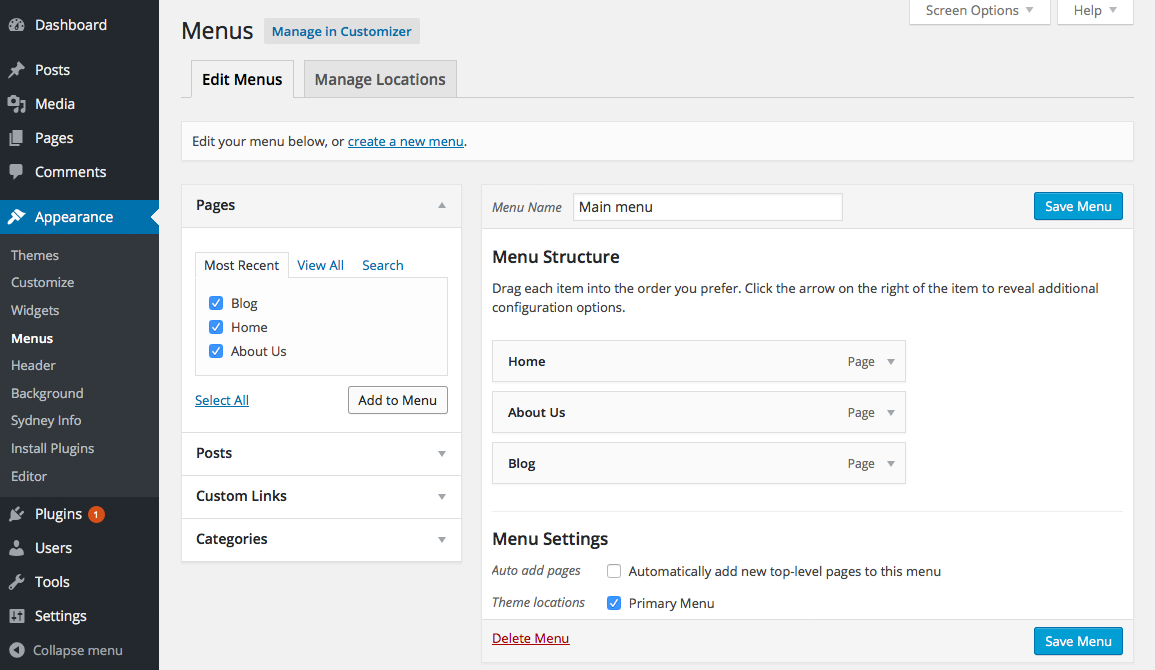 Dashboard
Posts
Media
Pages
Comments
Appearance
Themes
Customize
Widgets
Menus
Header
Background
Sydney Info
Install Plugins
Editor
Plugins 1
Users
Tools
Settings
Collapse menu
Screen Options
Help
Menus Manage in Customizer
Edit Menus Manage Locations
Edit your menu below, or create a new menu.
Pages
Most Recent View All Search
Blog
Home
About Us
Select All Add to Menu
Posts
Custom Links
Categories
Menu Name Main menu Save Menu
Menu Structure
Drag each item into the order you prefer. Click the arrow on the right of the item to reveal additional
configuration options.
Home Page
About Us Page
Blog Page
Menu Settings
Auto add pages Automatically add new top-level pages to this menu
Theme locations Primary Menu
Delete Menu Save Menu